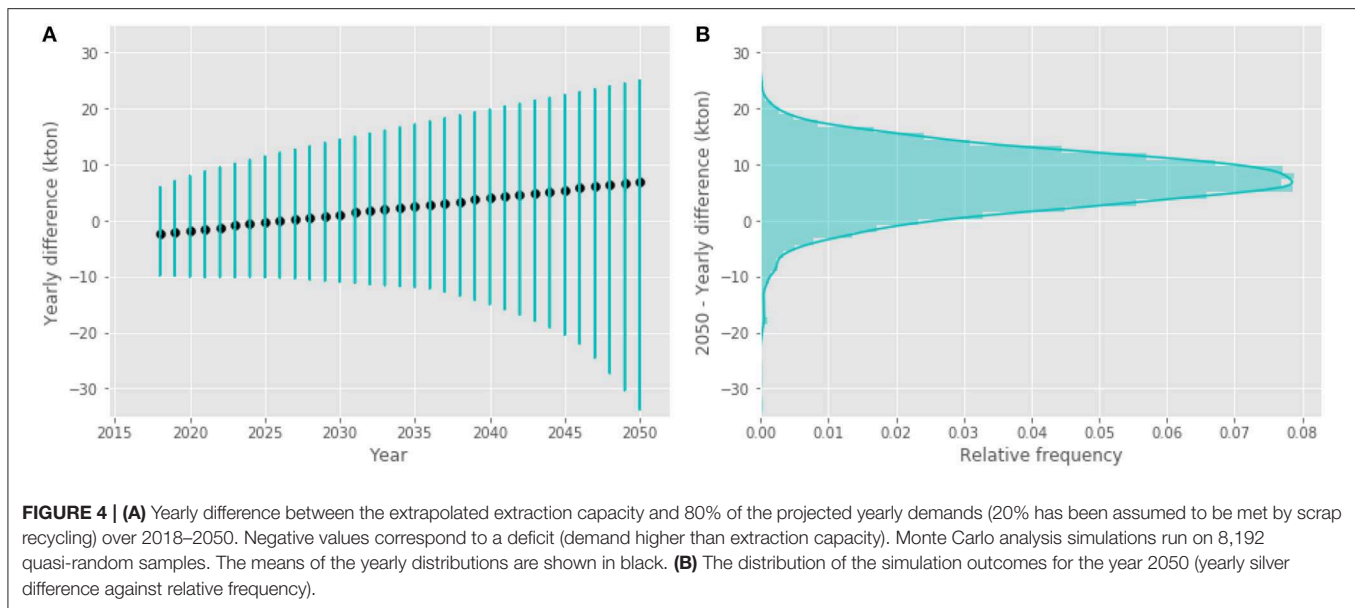 A
Yearly difference (kton)
30
20
10
0
−10
−20
−30
2015 2020 2025 2030 2035 2040 2045 2050
Year
B
2050 - Yearly difference (kton)
30
20
10
0
−10
−20
−30
0.00 0.01 0.02 0.03 0.04 0.05 0.06 0.07 0.08
Relative frequency
FIGURE 4 | (A) Yearly difference between the extrapolated extraction capacity and 80% of the projected yearly demands (20% has been assumed to be met by scrap
recycling) over 2018–2050. Negative values correspond to a deficit (demand higher than extraction capacity). Monte Carlo analysis simulations run on 8,192
quasi-random samples. The means of the yearly distributions are shown in black. (B) The distribution of the simulation outcomes for the year 2050 (yearly silver
difference against relative frequency).